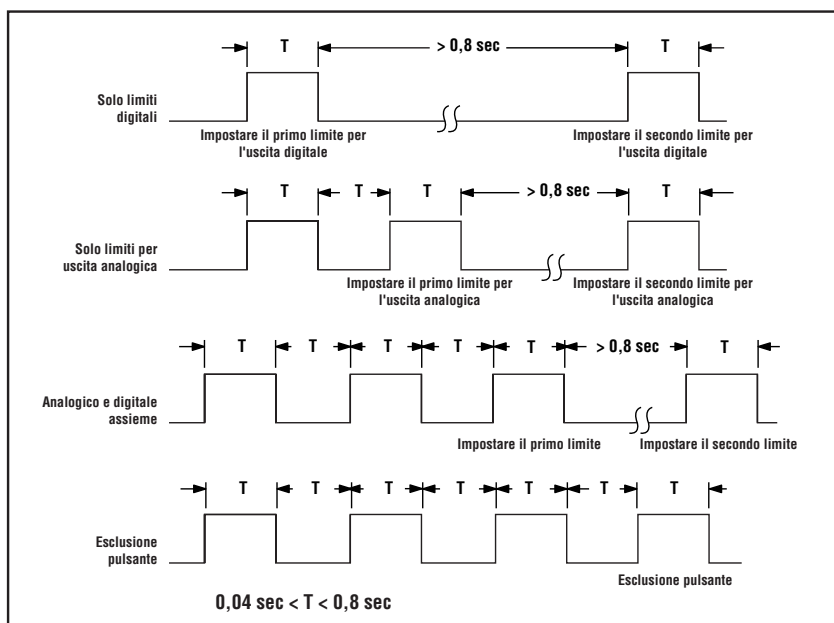 T > 0,8 sec T
Solo limiti
digitali
Impostare il primo limite per
l'uscita digitale
Impostare il secondo limite per
l'uscita digitale
T T T > 0,8 sec T
Solo limiti per
uscita analogica
Impostare il primo limite per
l'uscita analogica
Impostare il secondo limite per
l'uscita analogica
T T T T T > 0,8 sec T
Analogico e digitale
assieme
Impostare il primo limite
Impostare il secondo limite
T T T T T T T
Esclusione
pulsante
Esclusione pulsante
0,04 sec < T < 0,8 sec